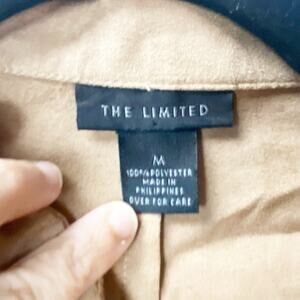 THE LIMITED
M
100% POLYESTER
MADE IN
PHILIPPINES
OVER FOR CARE